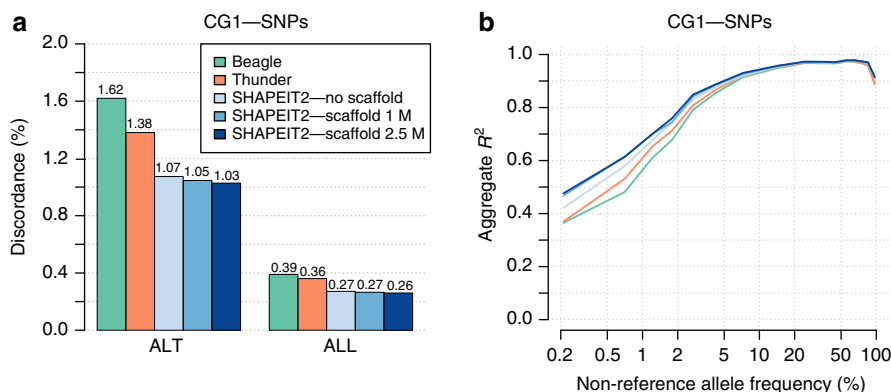 a
CG1—SNPs
Discordance (%)
2.0
1.6
1.2
0.8
0.4
0.0
Beagle
Thunder
SHAPEIT2—no scaffold
SHAPEIT2—scaffold 1 M
SHAPEIT2—scaffold 2.5 M
1.62
1.38
1.07
1.05
1.03
0.39
0.36
0.27
0.27
0.26
ALT
ALL
b
CG1—SNPs
Aggregate R²
1.0
0.8
0.6
0.4
0.2
0.0
0.2 0.5 1 2 5 10 20 50 100
Non-reference allele frequency (%)